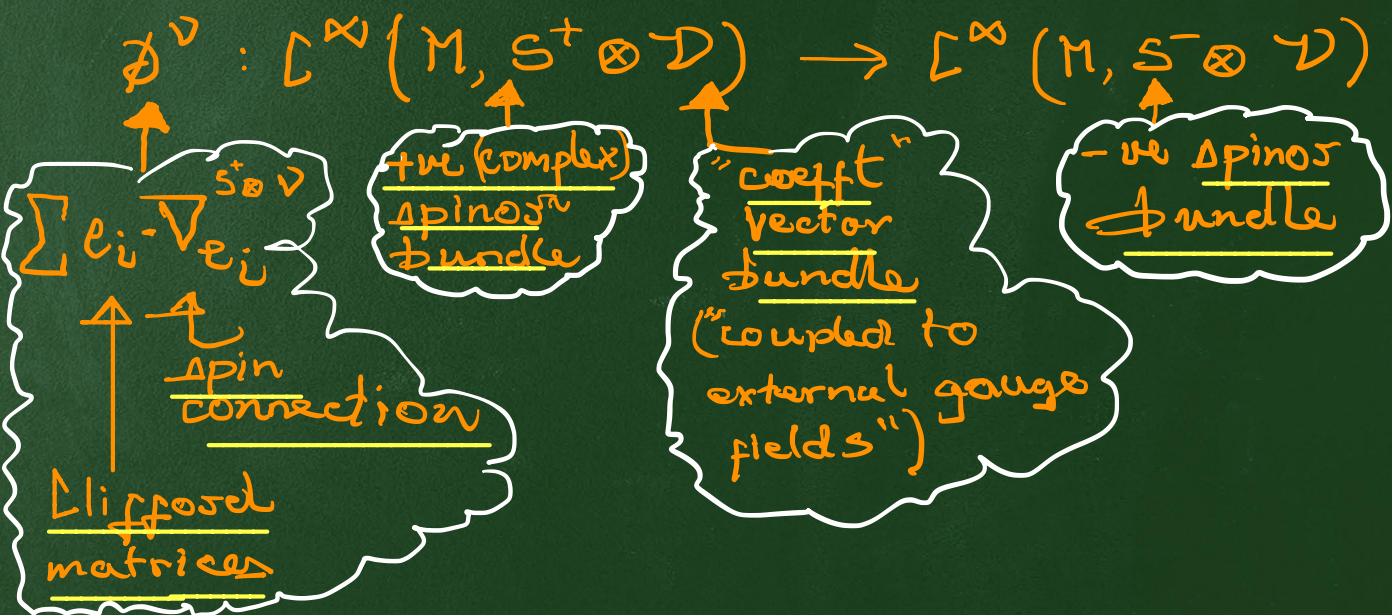 ∂̸^𝒱 : C^∞ (M, S⁺ ⊗ 𝒱) ⟶ C^∞ (M, S⁻ ⊗ 𝒱)
∑ e_i · ∇_{e_i}^{S⁺⊗𝒱}
spin
connection
Clifford
matrices
+ve (complex)
spinor
bundle
"coefft"
vector
bundle
("coupled to
external gauge
fields")
-ve spinor
bundle